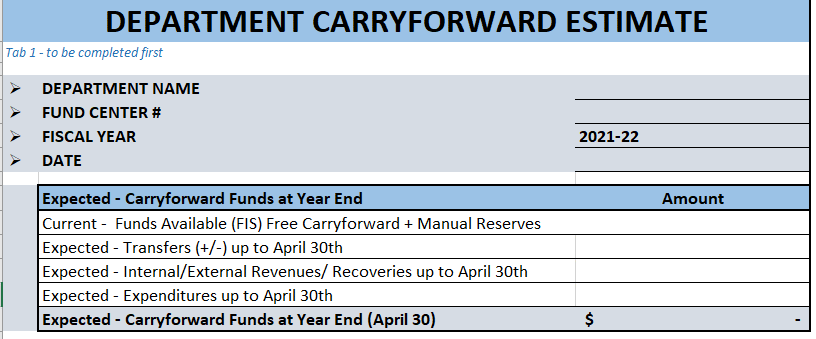 DEPARTMENT CARRYFORWARD ESTIMATE
Tab 1 - to be completed first
DEPARTMENT NAME
FUND CENTER #
FISCAL YEAR 2021-22
DATE
Expected - Carryforward Funds at Year End Amount
Current -  Funds Available (FIS) Free Carryforward + Manual Reserves
Expected - Transfers (+/-) up to April 30th
Expected - Internal/External Revenues/ Recoveries up to April 30th
Expected - Expenditures up to April 30th
Expected - Carryforward Funds at Year End (April 30) $ -